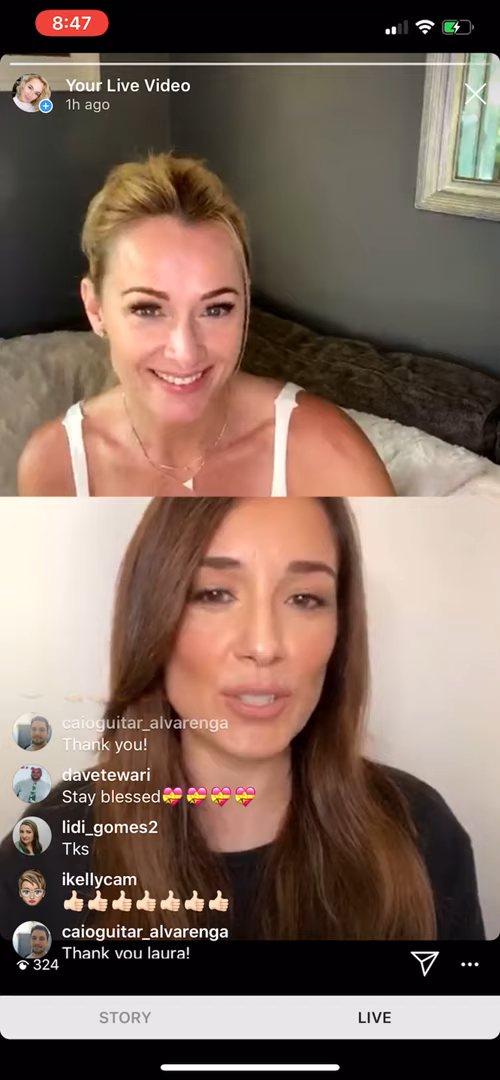 8:47
Your Live Video
1h ago
caioguitar_alvarenga
Thank you!
davetewari
Stay blessed💝💝💝💝
lidi_gomes2
Tks
ikellycam
👍🏻👍🏻👍🏻👍🏻👍🏻👍🏻👍🏻
caioguitar_alvarenga
Thank you laura!
324
STORY
LIVE